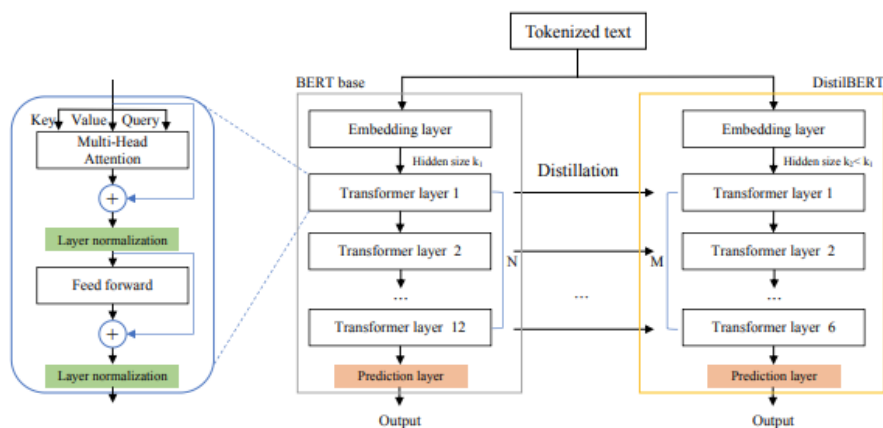 Tokenized text
BERT base
DistilBERT
Key Value Query
Multi-Head
Attention
+
Layer normalization
Feed forward
+
Layer normalization
Embedding layer
Hidden size k₁
Transformer layer 1
Transformer layer 2
...
Transformer layer 12
Prediction layer
Output
N
Distillation
...
M
Embedding layer
Hidden size k₂< k₁
Transformer layer 1
Transformer layer 2
...
Transformer layer 6
Prediction layer
Output